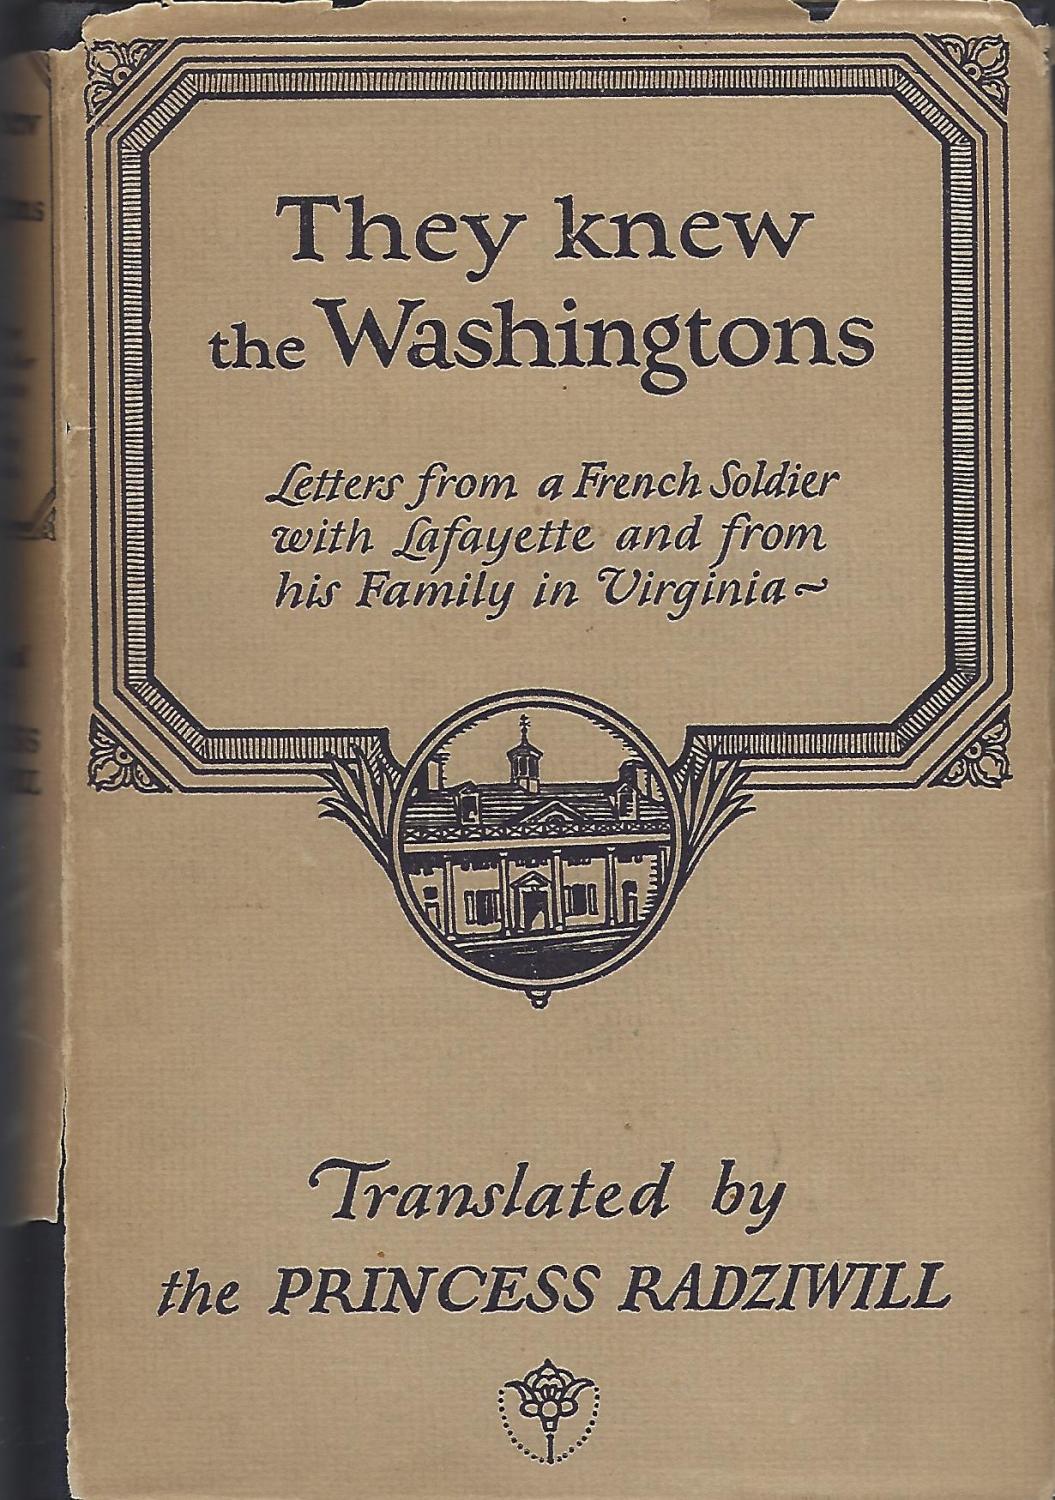 They knew
the Washingtons
Letters from a French Soldier
with Lafayette and from
his Family in Virginia~
Translated by
the PRINCESS RADZIWILL